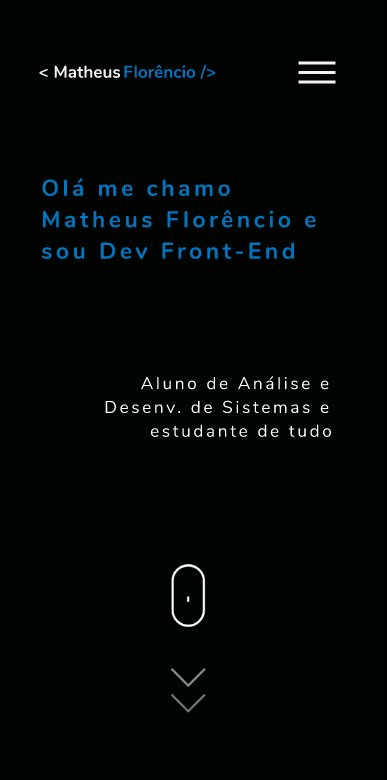 < Matheus Florêncio />
Olá me chamo
Matheus Florêncio e
sou Dev Front-End
Aluno de Análise e
Desenv. de Sistemas e
estudante de tudo